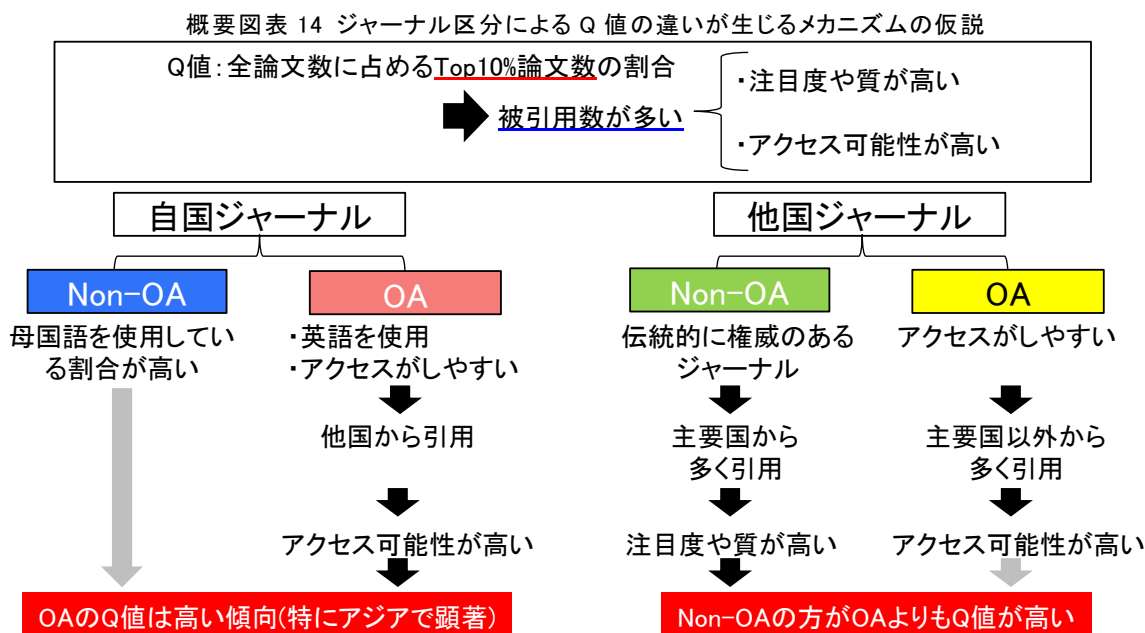 概要図表 14 ジャーナル区分による Q 値の違いが生じるメカニズムの仮説
Q値：全論文数に占めるTop10%論文数の割合
被引用数が多い
・注目度や質が高い
・アクセス可能性が高い
自国ジャーナル
Non-OA
母国語を使用してい
る割合が高い
OA
・英語を使用
・アクセスがしやすい
他国から引用
アクセス可能性が高い
OAのQ値は高い傾向(特にアジアで顕著)
他国ジャーナル
Non-OA
伝統的に権威のある
ジャーナル
主要国から
多く引用
注目度や質が高い
OA
アクセスがしやすい
主要国以外から
多く引用
アクセス可能性が高い
Non-OAの方がOAよりもQ値が高い